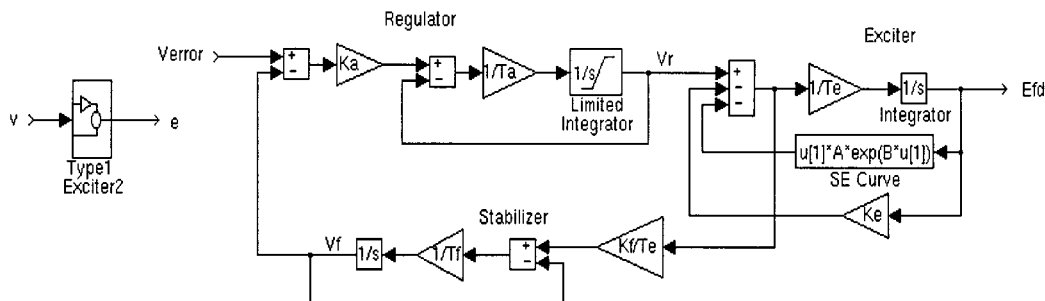 Regulator
Exciter
Verror
+
−
Ka
+
−
1/Ta
1/s
Limited
Integrator
Vr
+
−
−
1/Te
1/s
Integrator
Efd
v
e
Type1
Exciter2
u[1]*A*exp(B*u[1])
SE Curve
Ke
Stabilizer
Vf
1/s
1/Tf
+
−
Kf/Te